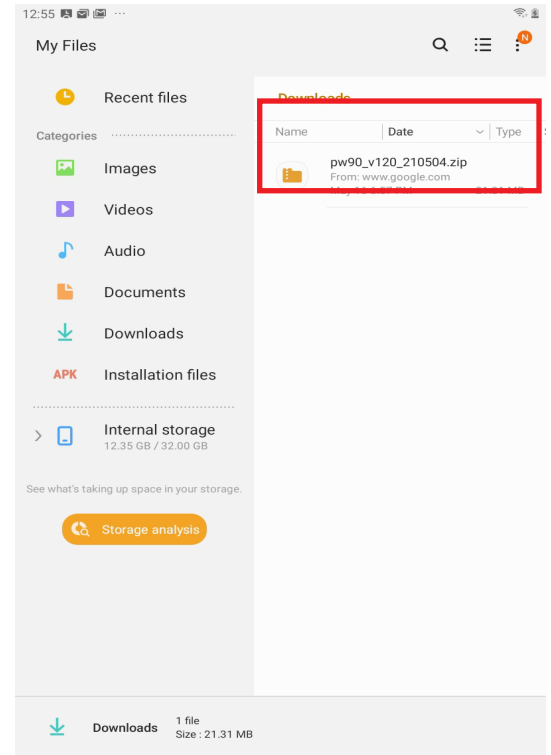 12:55
My Files
N
Recent files
Categories
Images
Videos
Audio
Documents
Downloads
APK Installation files
Internal storage
12.35 GB / 32.00 GB
See what's taking up space in your storage.
Storage analysis
Downloads
Name Date Type
pw90_v120_210504.zip
From: www.google.com
Downloads
1 file
Size : 21.31 MB